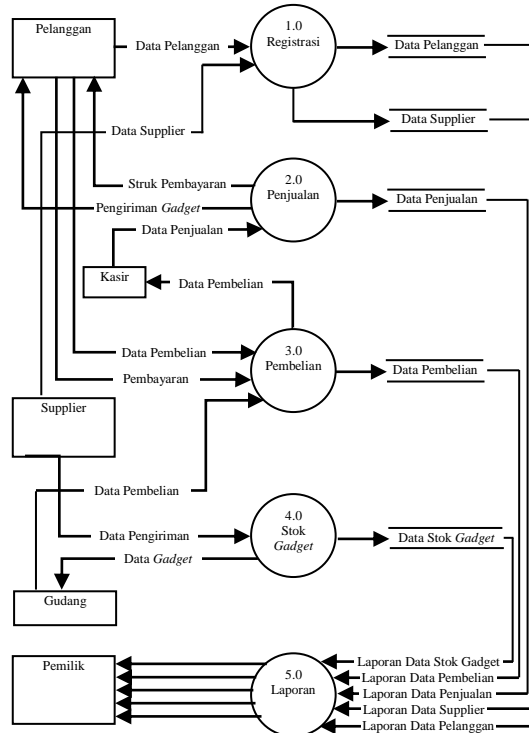 Pelanggan
Data Pelanggan
1.0
Registrasi
Data Pelanggan
Data Supplier
Data Supplier
2.0
Penjualan
Struk Pembayaran
Pengiriman Gadget
Data Penjualan
Data Penjualan
Kasir
Data Pembelian
3.0
Pembelian
Data Pembelian
Data Pembelian
Pembayaran
Supplier
Data Pembelian
4.0
Stok
Gadget
Data Pengiriman
Data Stok Gadget
Data Gadget
Gudang
Pemilik
5.0
Laporan
Laporan Data Stok Gadget
Laporan Data Pembelian
Laporan Data Penjualan
Laporan Data Supplier
Laporan Data Pelanggan